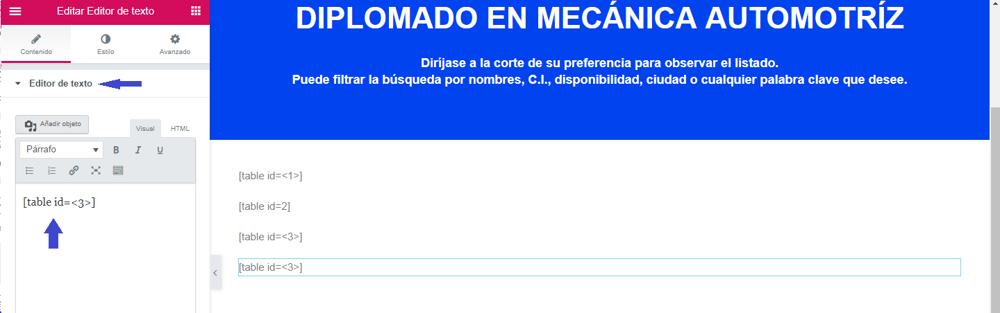 Editar Editor de texto
Contenido
Estilo
Avanzado
Editor de texto
Añadir objeto
Visual
HTML
Párrafo
B
I
U
[table id=<3>]
DIPLOMADO EN MECÁNICA AUTOMOTRÍZ
Diríjase a la corte de su preferencia para observar el listado.
Puede filtrar la búsqueda por nombres, C.I., disponibilidad, ciudad o cualquier palabra clave que desee.
[table id=<1>]
[table id=2]
[table id=<3>]
[table id=<3>]